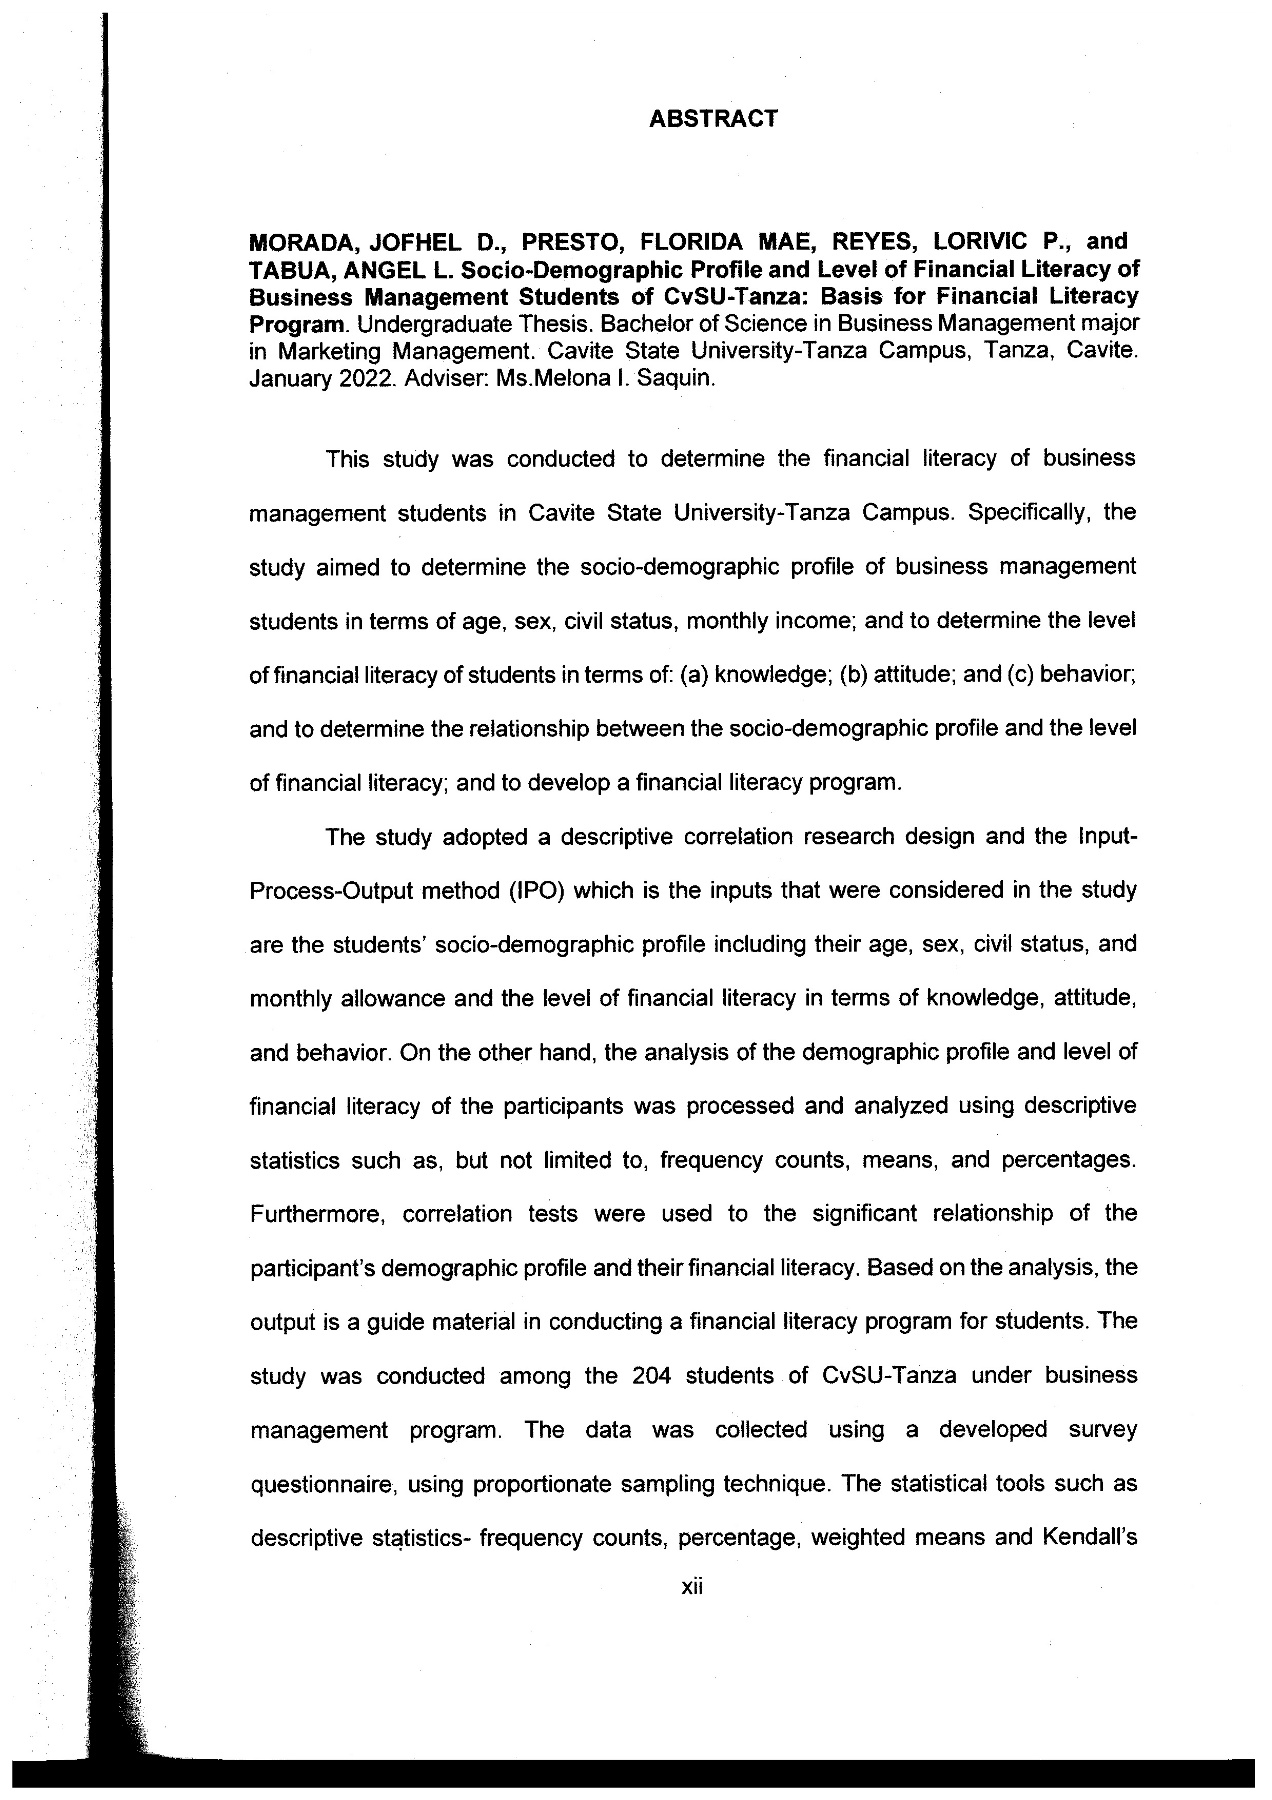 ABSTRACT
MORADA, JOFHEL D., PRESTO, FLORIDA MAE, REYES, LORIVIC P., and
TABUA, ANGEL L. Socio-Demographic Profile and Level of Financial Literacy of
Business Management Students of CvSU-Tanza: Basis for Financial Literacy
Program. Undergraduate Thesis. Bachelor of Science in Business Management major
in Marketing Management. Cavite State University-Tanza Campus, Tanza, Cavite.
January 2022. Adviser: Ms.Melona I. Saquin.
This study was conducted to determine the financial literacy of business
management students in Cavite State University-Tanza Campus. Specifically, the
study aimed to determine the socio-demographic profile of business management
students in terms of age, sex, civil status, monthly income; and to determine the level
of financial literacy of students in terms of: (a) knowledge; (b) attitude; and (c) behavior;
and to determine the relationship between the socio-demographic profile and the level
of financial literacy; and to develop a financial literacy program.
The study adopted a descriptive correlation research design and the Input-
Process-Output method (IPO) which is the inputs that were considered in the study
are the students' socio-demographic profile including their age, sex, civil status, and
monthly allowance and the level of financial literacy in terms of knowledge, attitude,
and behavior. On the other hand, the analysis of the demographic profile and level of
financial literacy of the participants was processed and analyzed using descriptive
statistics such as, but not limited to, frequency counts, means, and percentages.
Furthermore, correlation tests were used to the significant relationship of the
participant's demographic profile and their financial literacy. Based on the analysis, the
output is a guide material in conducting a financial literacy program for students. The
study was conducted among the 204 students of CvSU-Tanza under business
management program. The data was collected using a developed survey
questionnaire, using proportionate sampling technique. The statistical tools such as
descriptive statistics- frequency counts, percentage, weighted means and Kendall's
xii